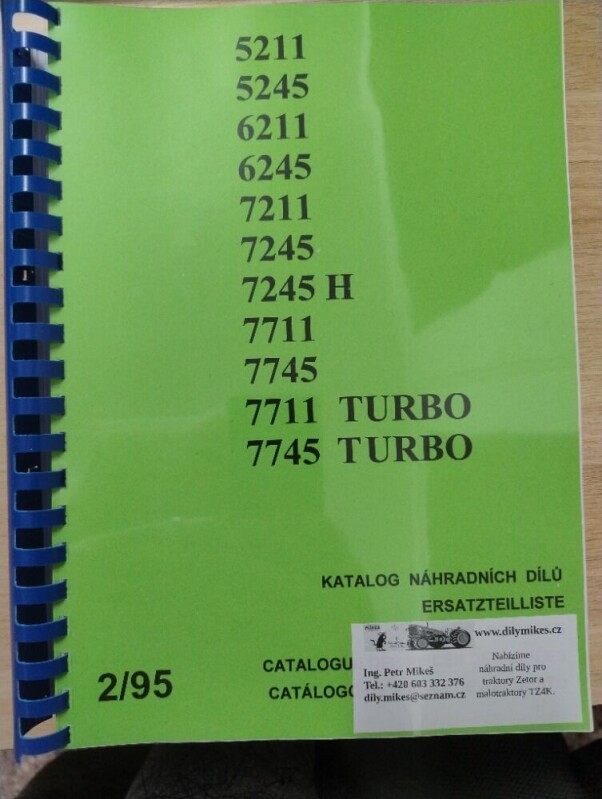 5211
5245
6211
6245
7211
7245
7245 H
7711
7745
7711 TURBO
7745 TURBO
KATALOG NÁHRADNÍCH DÍLŮ
ERSATZTEILLISTE
CATALOGU
CATÁLOGO
2/95
www.dilymikes.cz
Ing. Petr Mikeš
Tel.: +420 603 332 376
dily.mikes@seznam.cz
Nabízíme
náhradní díly pro
traktory Zetor a
malotraktory TZ4K.